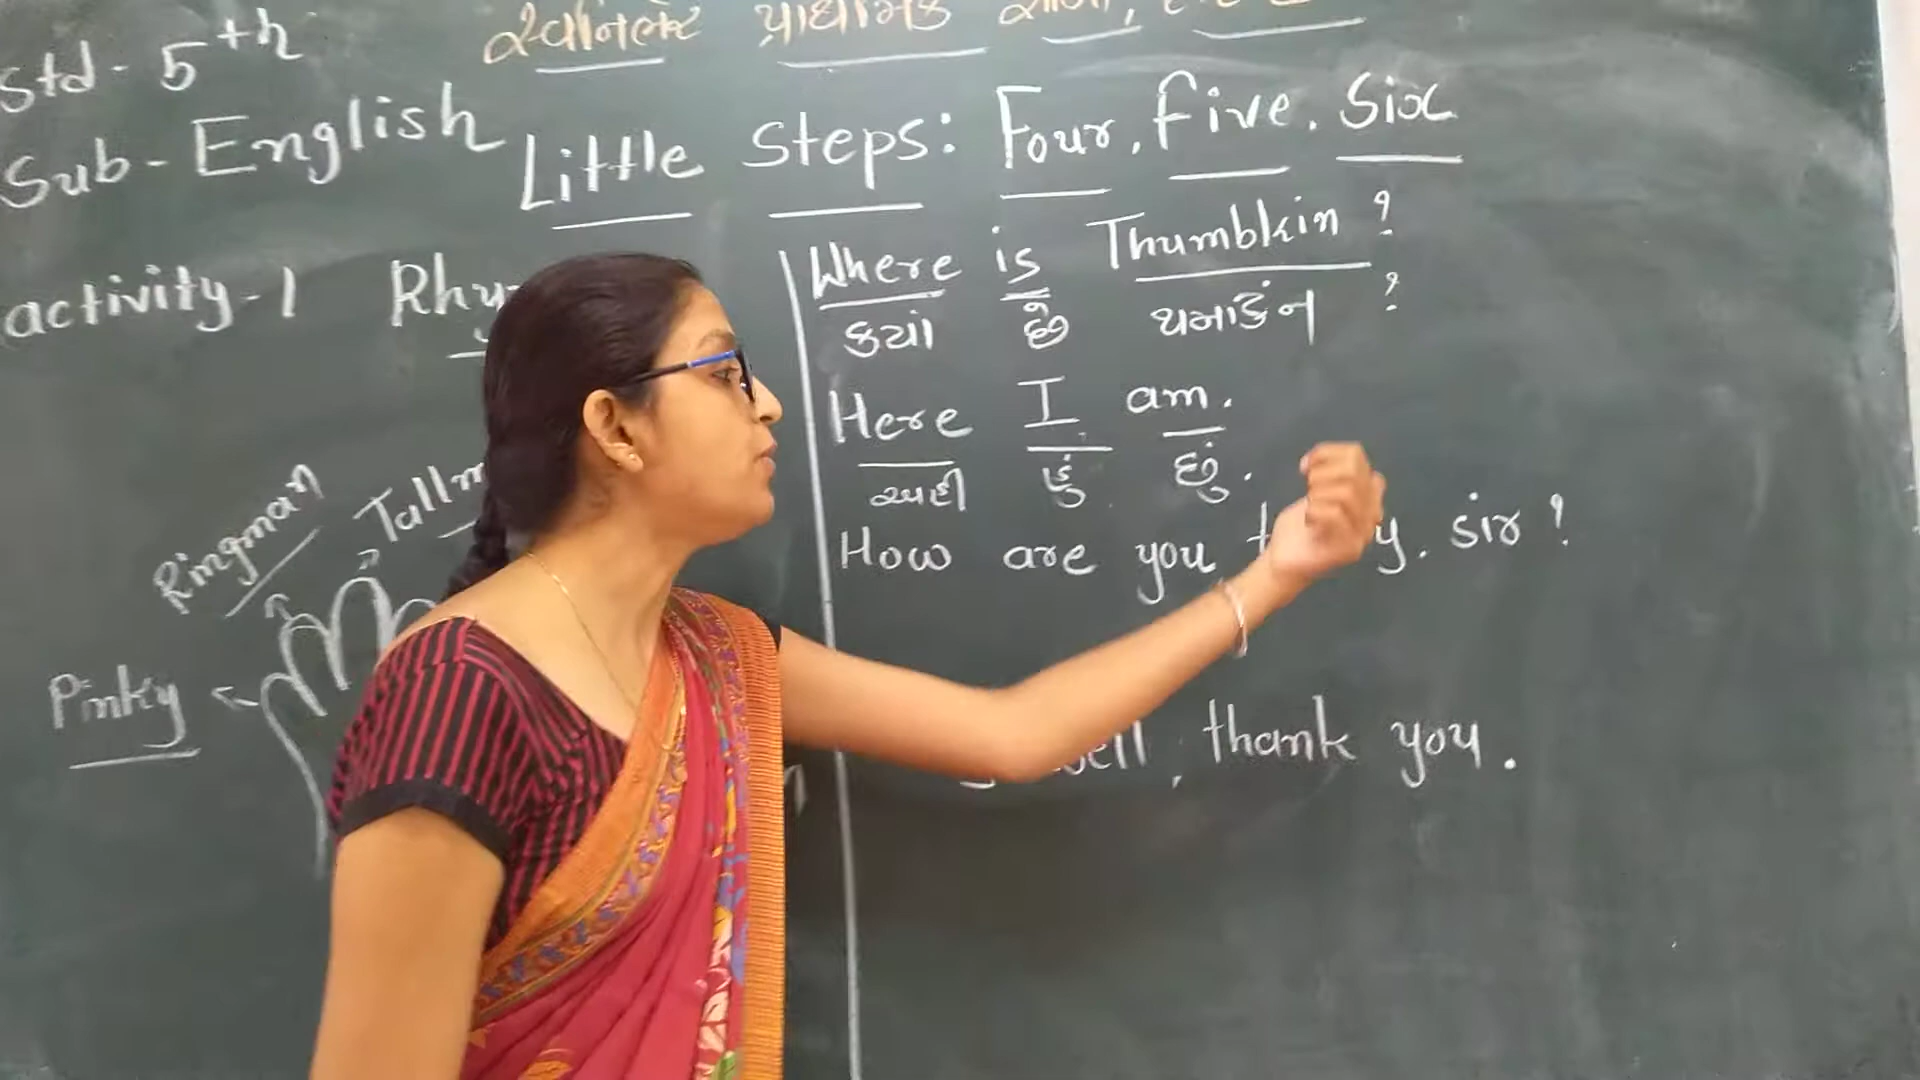 Std - 5th
Sub - English
Little Steps: Four, Five, Six
activity - 1
Where is Thumbkin ?
કયાં છે થમ્બકિન ?
Here I am.
અહીં હું છું.
How are you sir ?
thank you.
Ringman
Pinky